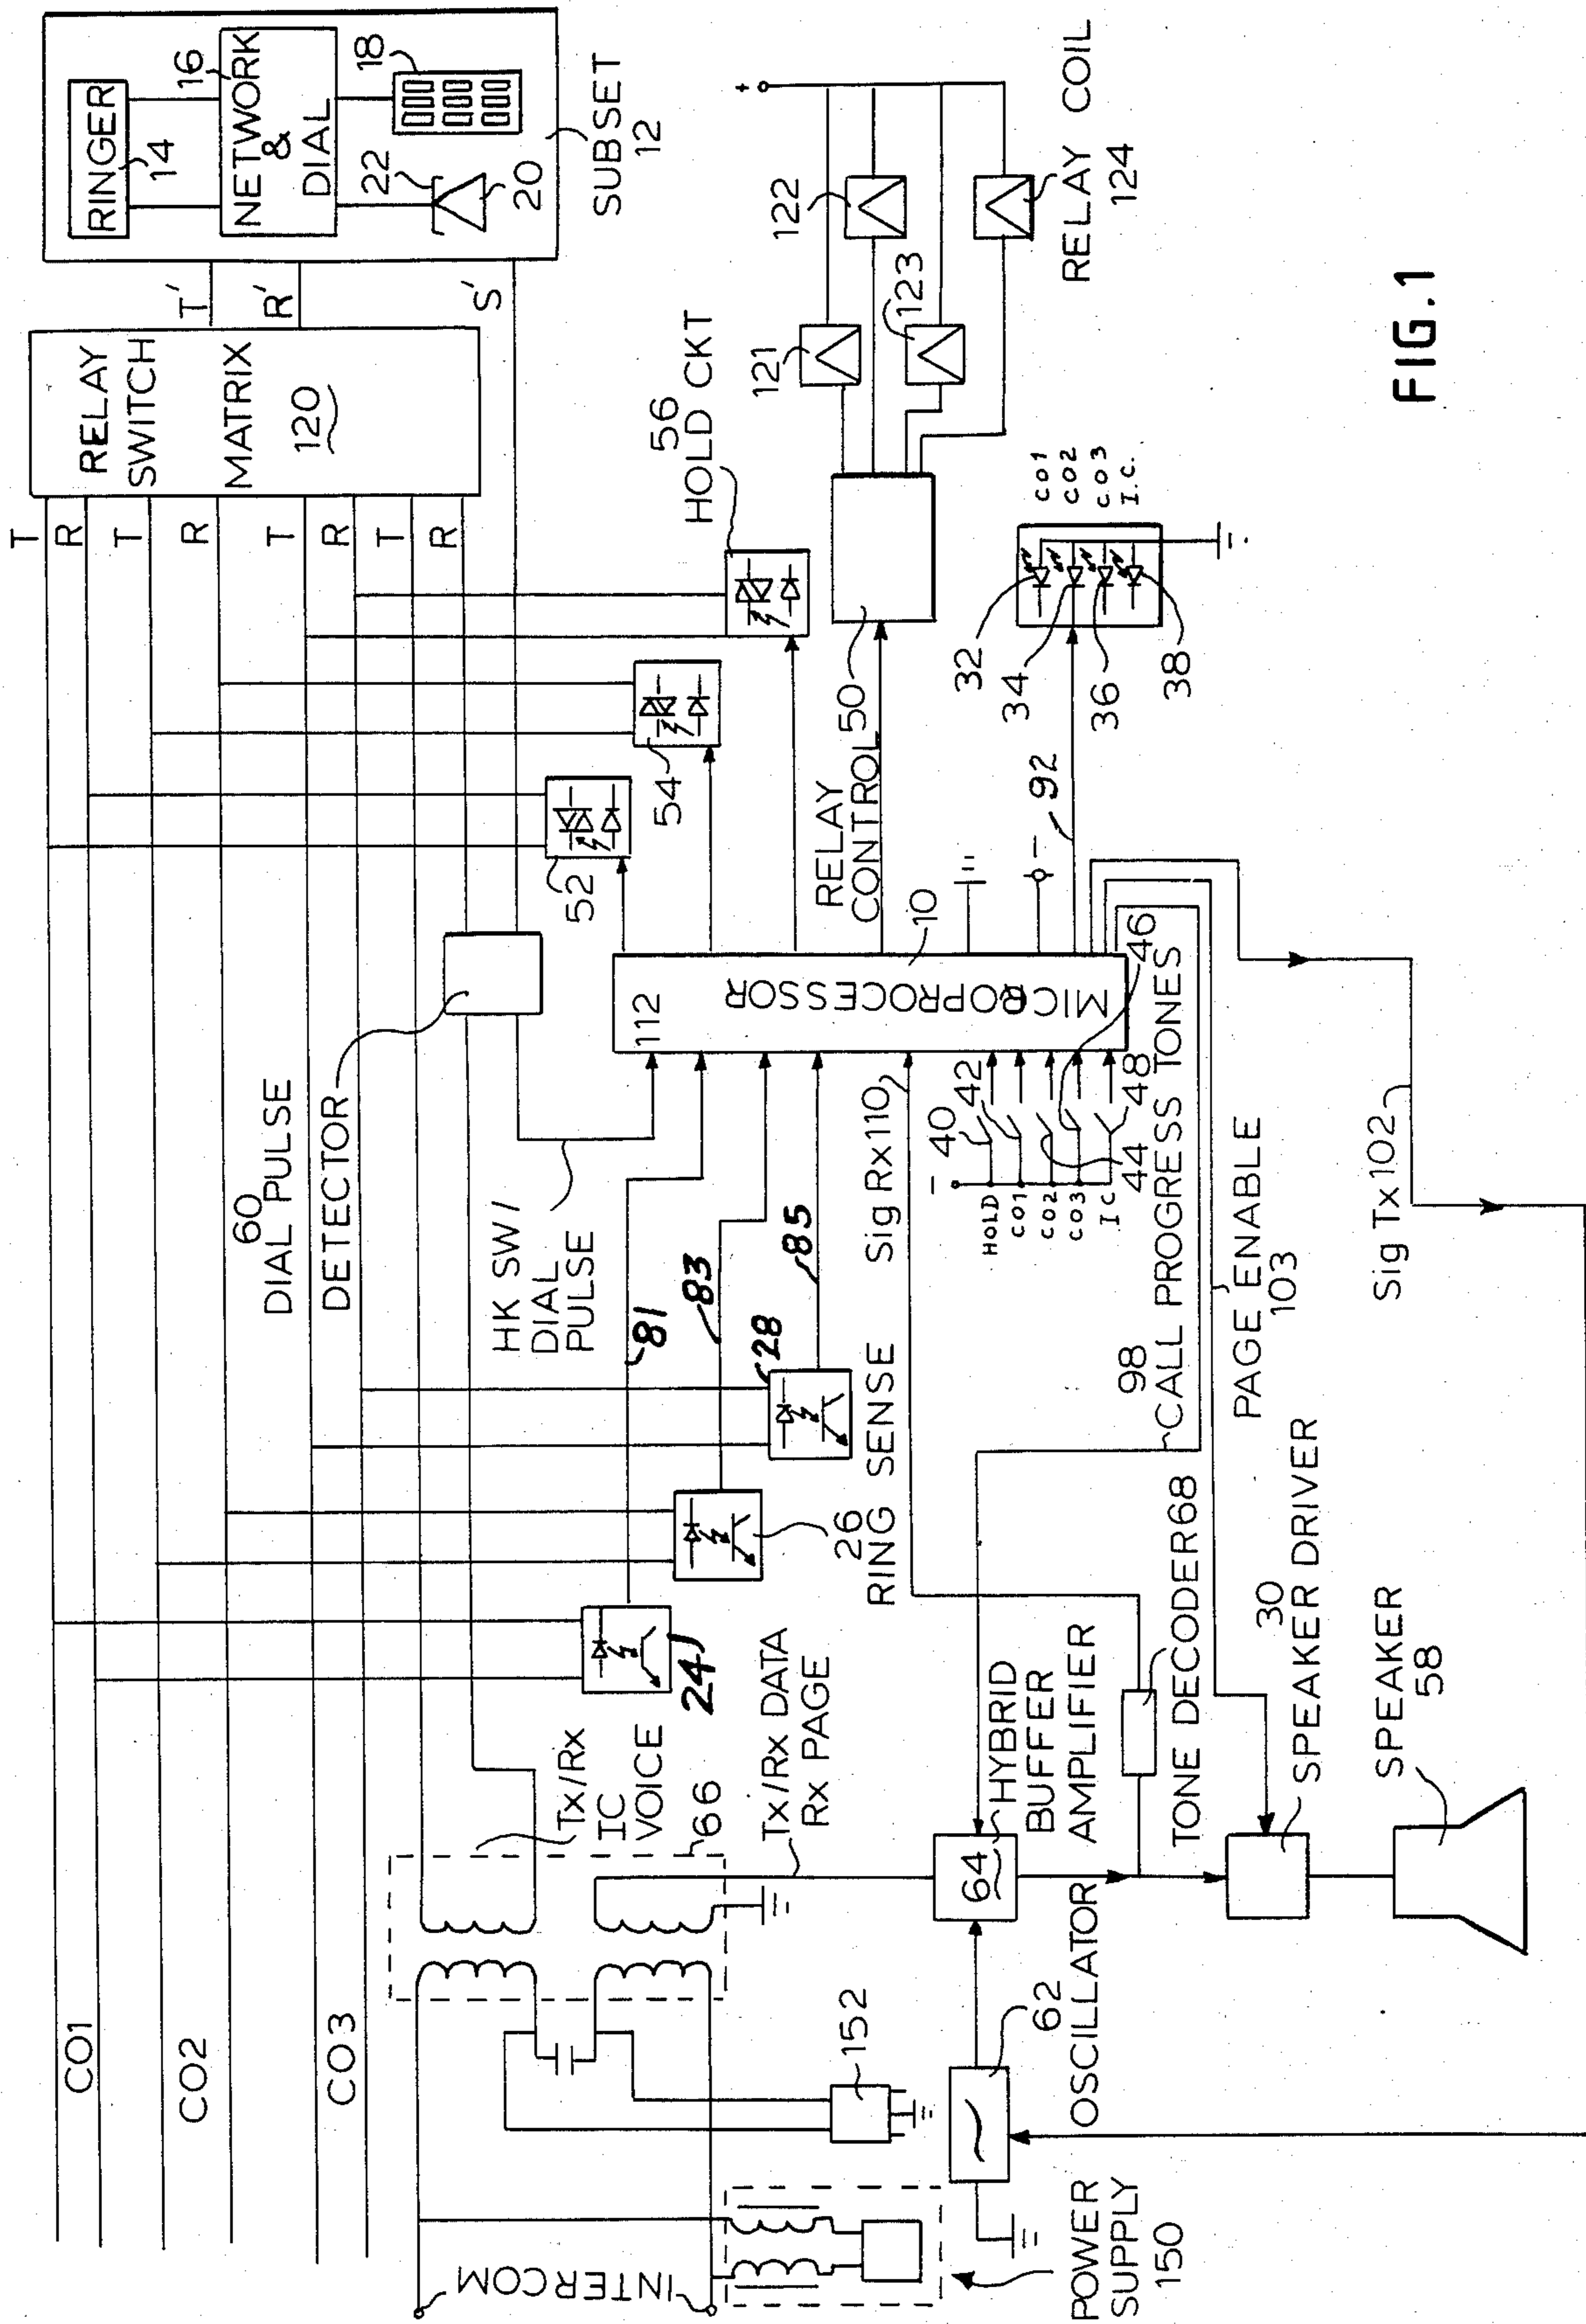 CO1
CO2
CO3
INTERCOM
T
R
T
R
T
R
T
R
RELAY
SWITCH
MATRIX
120
T'
R'
S'
RINGER
14
16
NETWORK
&
DIAL
18
22
20
SUBSET
12
60
DIAL PULSE
DETECTOR
HK SW/
DIAL
PULSE
52
54
56
HOLD CKT
Tx/Rx
IC
VOICE
66
Tx/Rx DATA
Rx PAGE
24
26
RING SENSE
28
81
83
85
112
MICROPROCESSOR
10
Sig Rx 110
RELAY
CONTROL
50
121
122
123
RELAY COIL
124
+
-
40
42
44
46
48
HOLD
CO1
CO2
CO3
IC
-
92
32
34
36
38
CO1
CO2
CO3
I.C.
152
POWER
SUPPLY
150
62
OSCILLATOR
64
HYBRID
BUFFER
AMPLIFIER
TONE DECODER 68
98
CALL PROGRESS TONES
PAGE ENABLE
103
30
SPEAKER DRIVER
SPEAKER
58
Sig Tx 102
FIG.1